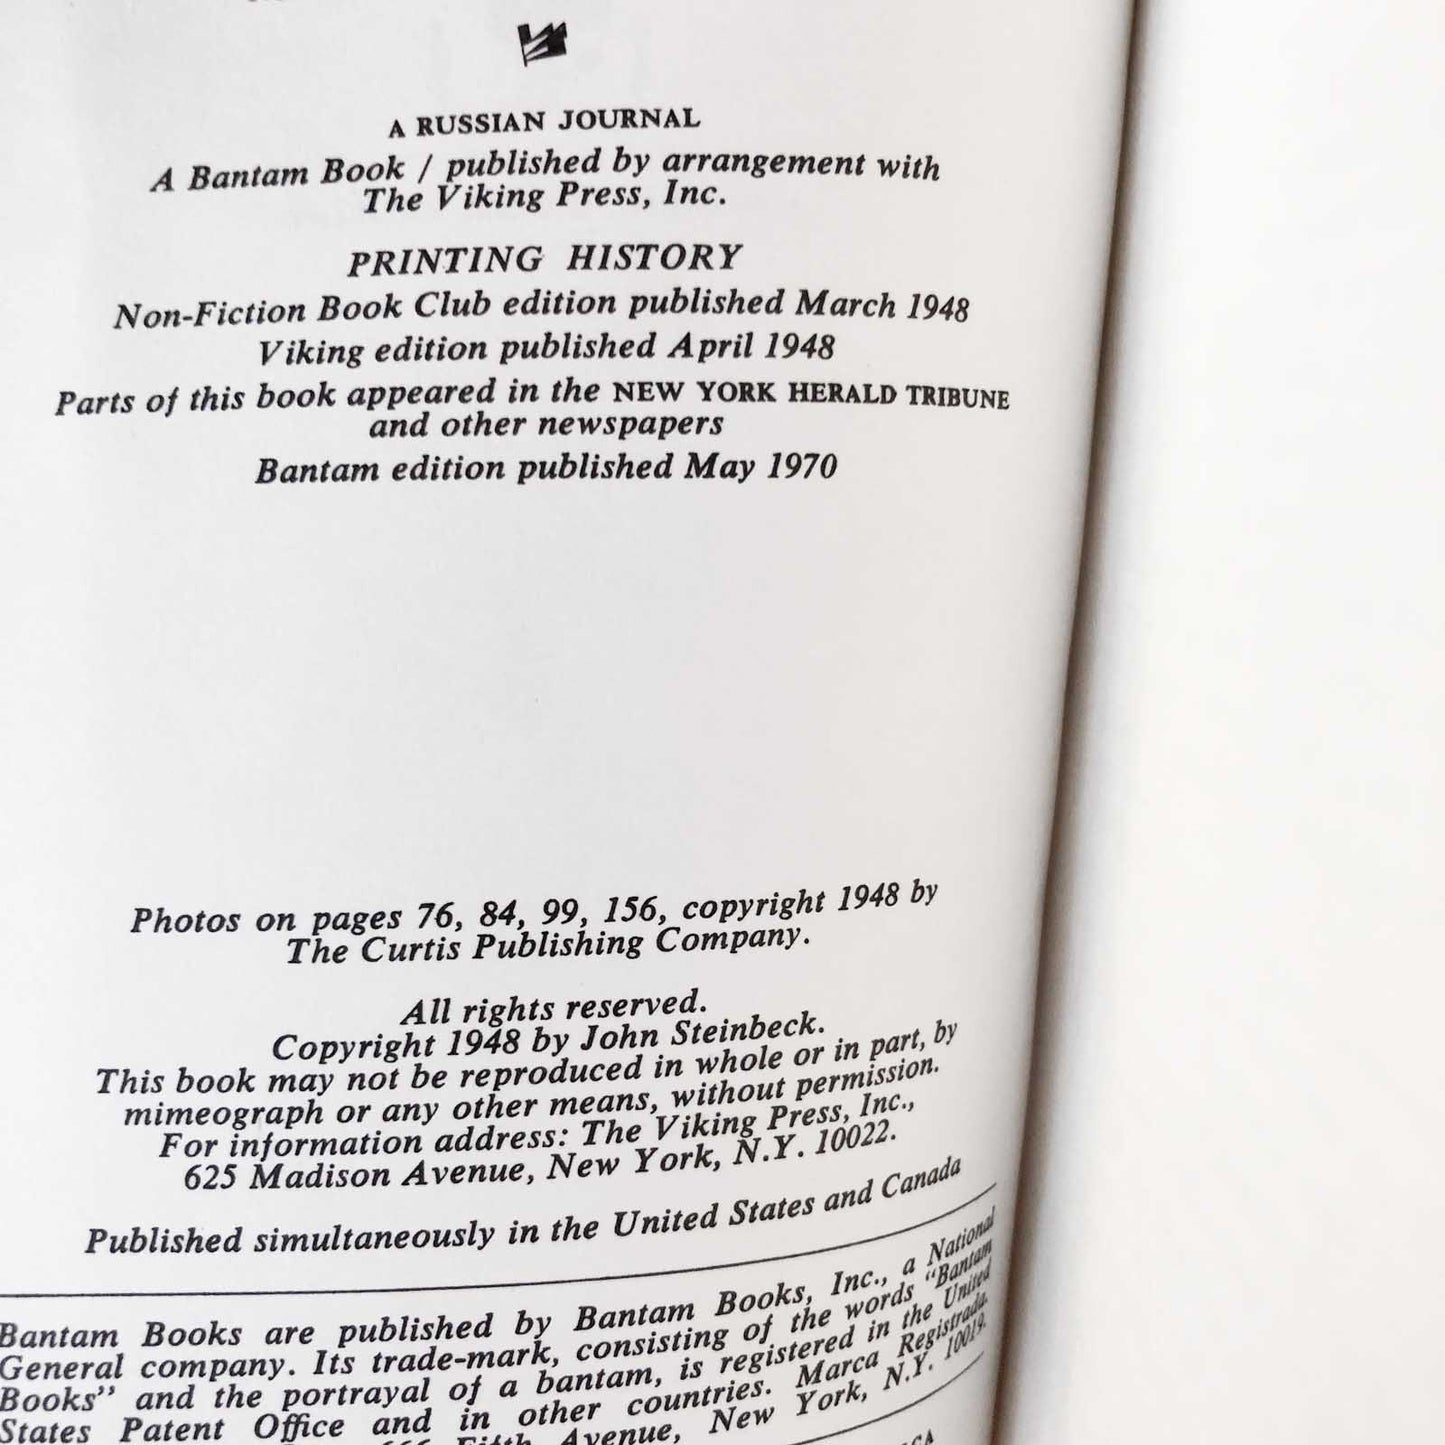 A RUSSIAN JOURNAL
A Bantam Book / published by arrangement with
The Viking Press, Inc.
PRINTING HISTORY
Non-Fiction Book Club edition published March 1948
Viking edition published April 1948
Parts of this book appeared in the NEW YORK HERALD TRIBUNE
and other newspapers
Bantam edition published May 1970
Photos on pages 76, 84, 99, 156, copyright 1948 by
The Curtis Publishing Company.
All rights reserved.
Copyright 1948 by John Steinbeck.
This book may not be reproduced in whole or in part, by
mimeograph or any other means, without permission.
For information address: The Viking Press, Inc.,
625 Madison Avenue, New York, N.Y. 10022.
Published simultaneously in the United States and Canada
Bantam Books are published by Bantam Books, Inc., a National
General company. Its trade-mark, consisting of the words "Bantam
Books" and the portrayal of a bantam, is registered in the United
States Patent Office and in other countries. Marca Registrada.
Fifth Avenue, New York, N.Y. 10019.